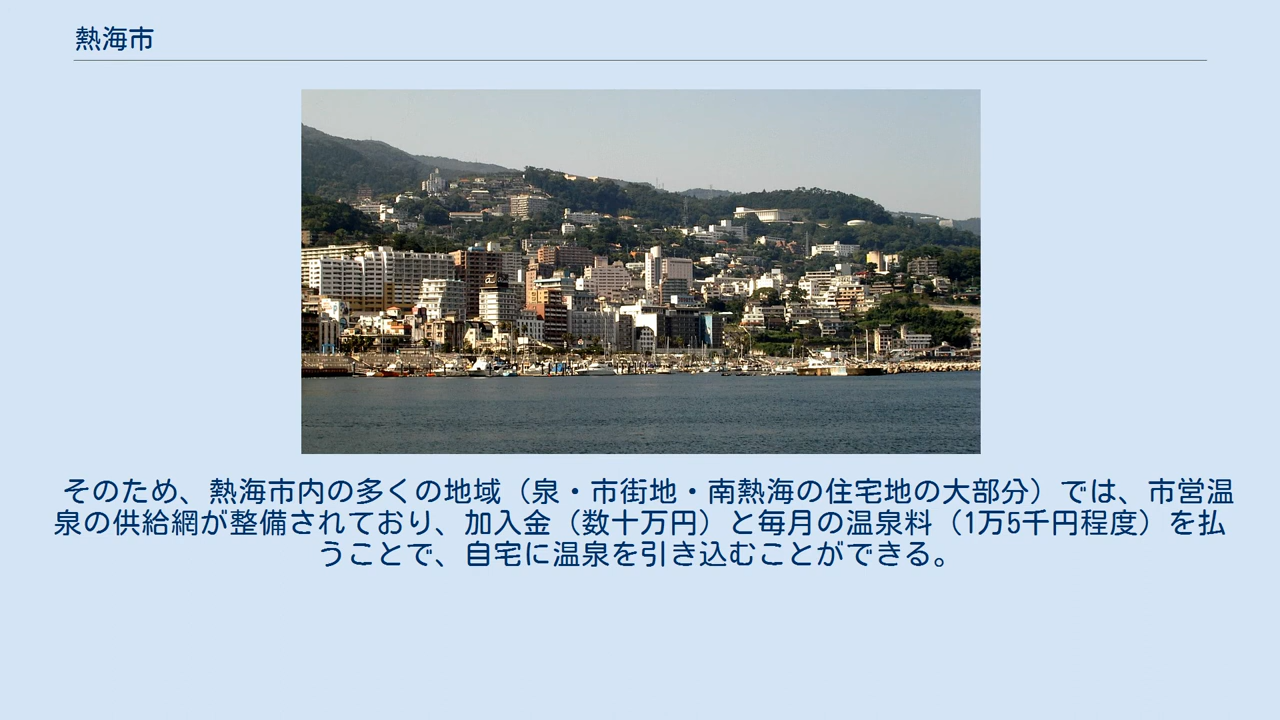 熱海市
そのため、熱海市内の多くの地域（泉・市街地・南熱海の住宅地の大部分）では、市営温
泉の供給網が整備されており、加入金（数十万円）と毎月の温泉料（1万5千円程度）を払
うことで、自宅に温泉を引き込むことができる。